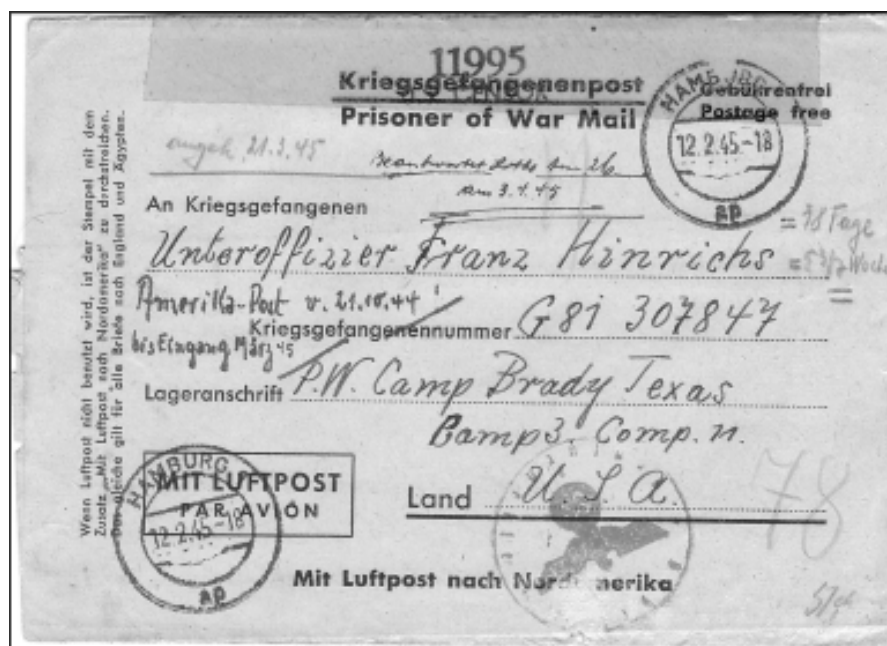 11995
Kriegsgefangenenpost
Prisoner of War Mail
Gebührenfrei
Postage free
HAMBURG
12.2.45-18
ap
21.3.45
Beantwortet
am 3.4.45
An Kriegsgefangenen
= 38 Tage
Unteroffizier Franz Hinrichs
Amerika-Post v. 21.10.44
Kriegsgefangenennummer 81 307847
bis Eingang März 45
Lageranschrift P.W. Camp Brady Texas
Camp 3. Comp. 11.
MIT LUFTPOST
PAR AVION
Land U.S.A.
HAMBURG
12.2.45-18
ap
Mit Luftpost nach Nordamerika
78
Wenn Luftpost nicht benutzt wird, ist der Stempel mit dem
Zusatz „Mit Luftpost nach Nordamerika" zu durchstreichen.
Das gleiche gilt für alle Briefe nach England und Ägypten.